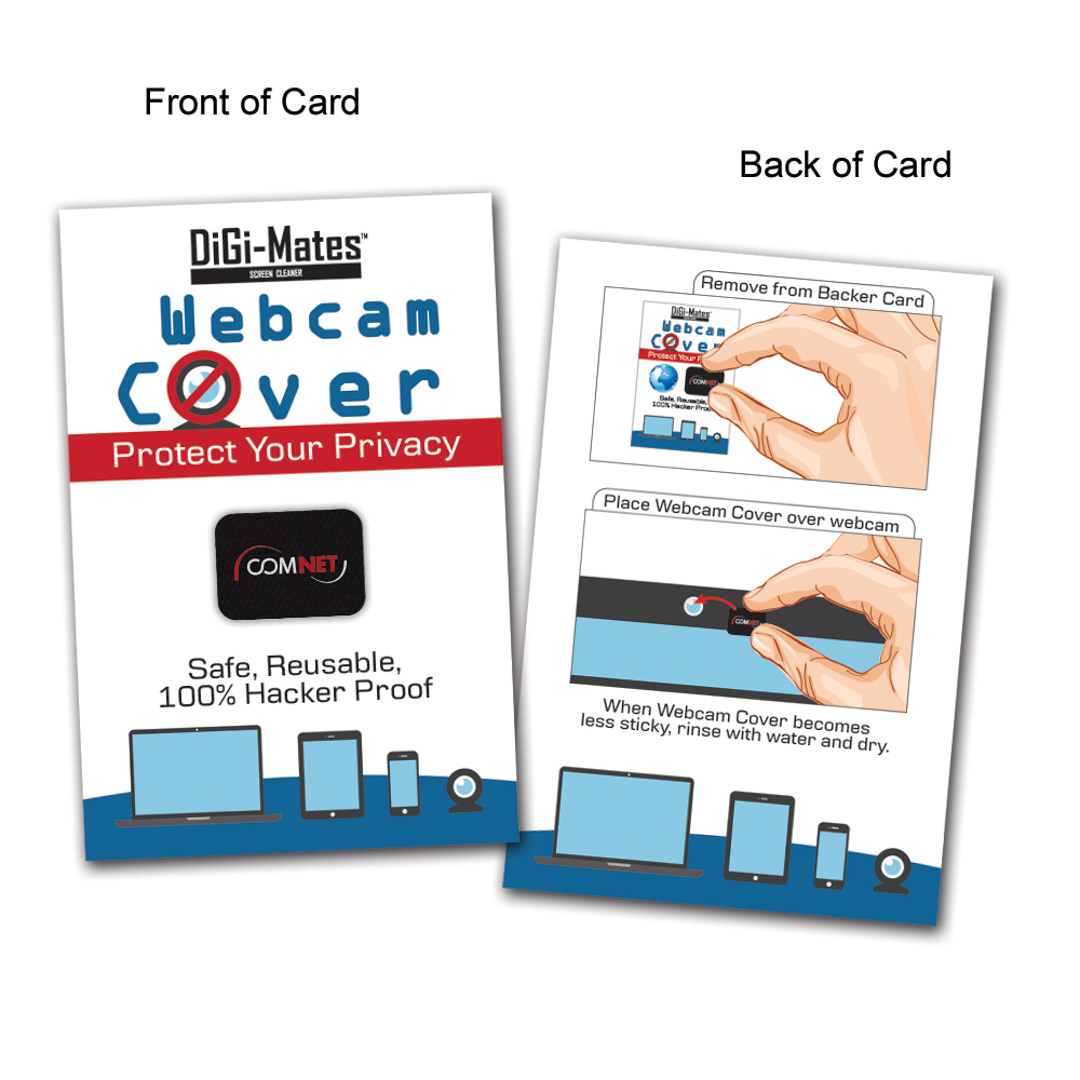 Front of Card
Back of Card
DiGi-Mates™
SCREEN CLEANER
Webcam
Cover
Protect Your Privacy
COMNET
Safe, Reusable,
100% Hacker Proof
Remove from Backer Card
DiGi-Mates
Webcam
Cove
Protect Your
COMNET
Safe, Reusable,
100% Hacker Proo
Place Webcam Cover over webcam
COMNET
When Webcam Cover becomes
less sticky, rinse with water and dry.